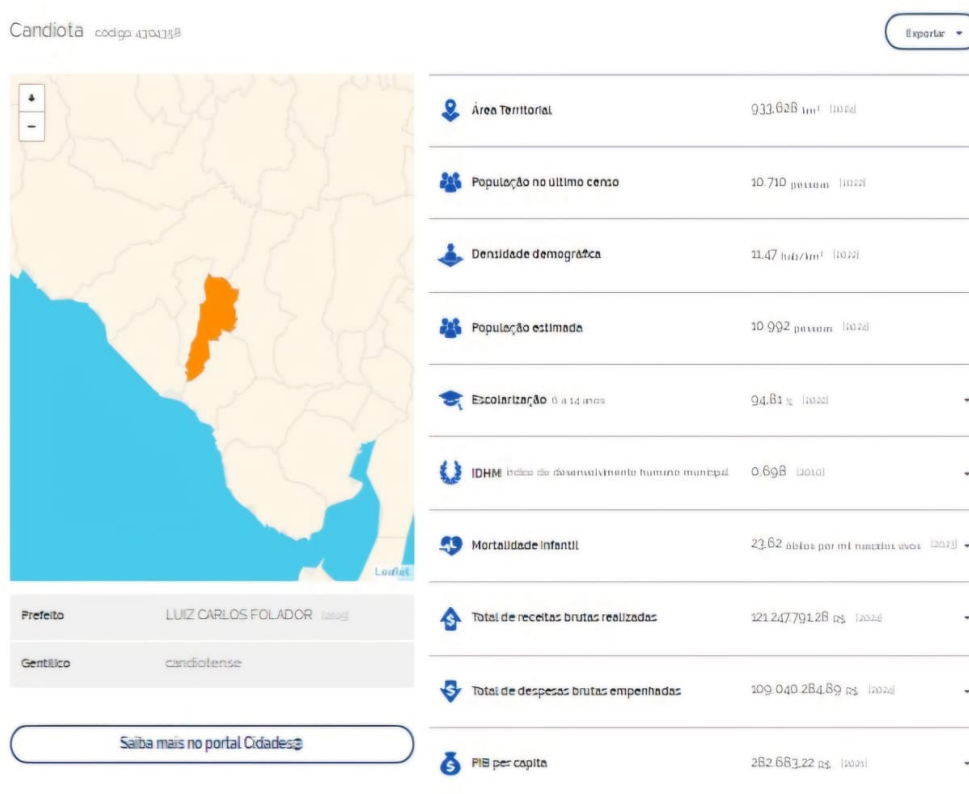 Candiota código 4304358
Exportar
+
-
Leaflet
Prefeito LUIZ CARLOS FOLADOR
Gentílico candiotense
Saiba mais no portal Cidades@
Área Territorial 933,628 km² [2024]
População no último censo 10.710 pessoas [2022]
Densidade demográfica 11,47 hab/km² [2022]
População estimada 10.992 pessoas [2024]
Escolarização 6 a 14 anos 94,81 % [2022]
IDHM Índice de desenvolvimento humano municipal 0,698 [2010]
Mortalidade infantil 23,62 óbitos por mil nascidos vivos [2023]
Total de receitas brutas realizadas 121.247.791,28 R$ [2024]
Total de despesas brutas empenhadas 109.040.284,89 R$ [2024]
PIB per capita 282.683,22 R$ [2021]